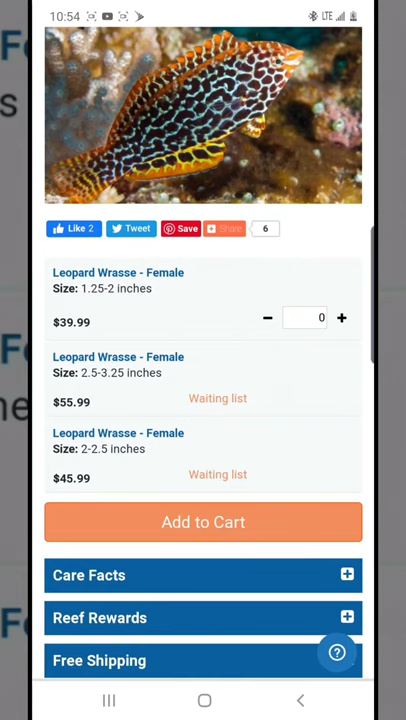 10:54
LTE
Like 2
Tweet
Save
Share
6
Leopard Wrasse - Female
Size: 1.25-2 inches
$39.99
0
Leopard Wrasse - Female
Size: 2.5-3.25 inches
$55.99
Waiting list
Leopard Wrasse - Female
Size: 2-2.5 inches
$45.99
Waiting list
Add to Cart
Care Facts
Reef Rewards
Free Shipping